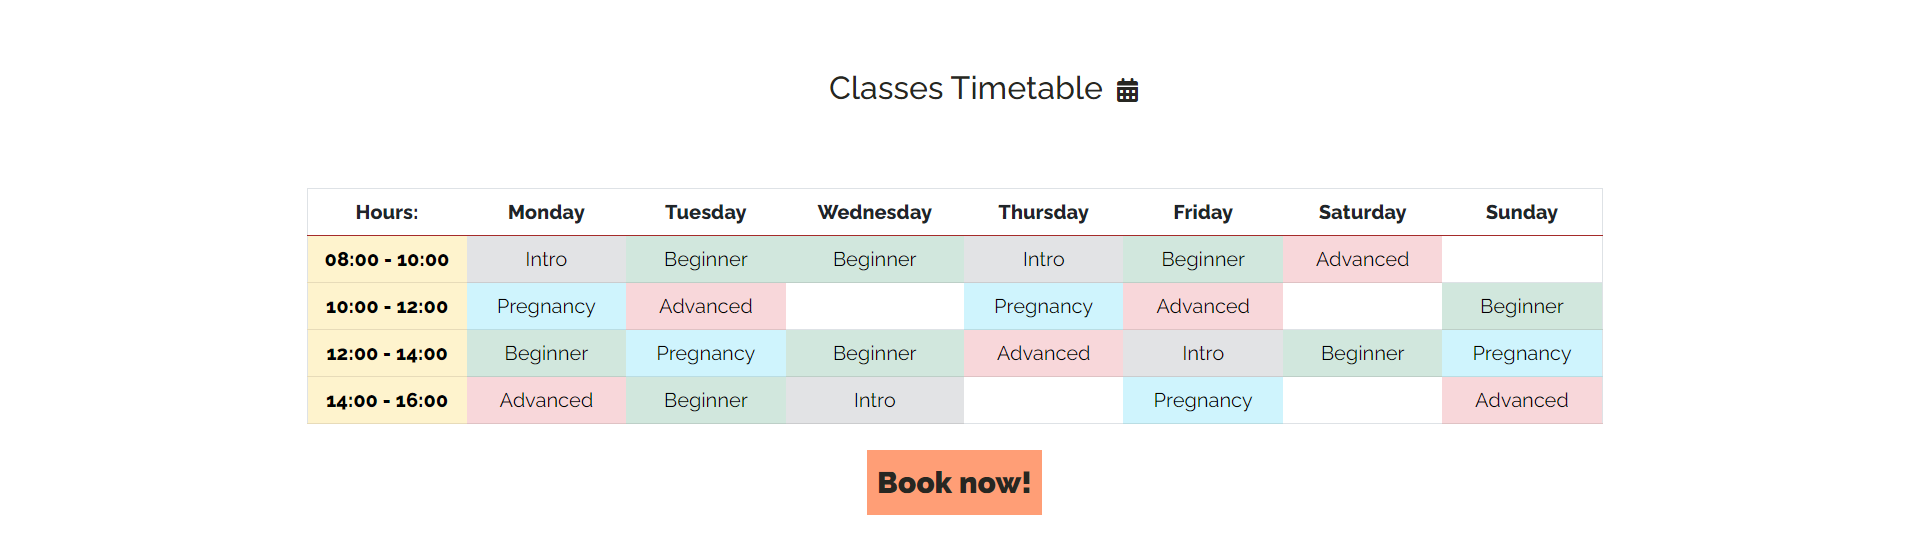 Classes Timetable
Hours: Monday Tuesday Wednesday Thursday Friday Saturday Sunday
08:00 - 10:00 Intro Beginner Beginner Intro Beginner Advanced
10:00 - 12:00 Pregnancy Advanced Pregnancy Advanced Beginner
12:00 - 14:00 Beginner Pregnancy Beginner Advanced Intro Beginner Pregnancy
14:00 - 16:00 Advanced Beginner Intro Pregnancy Advanced
Book now!